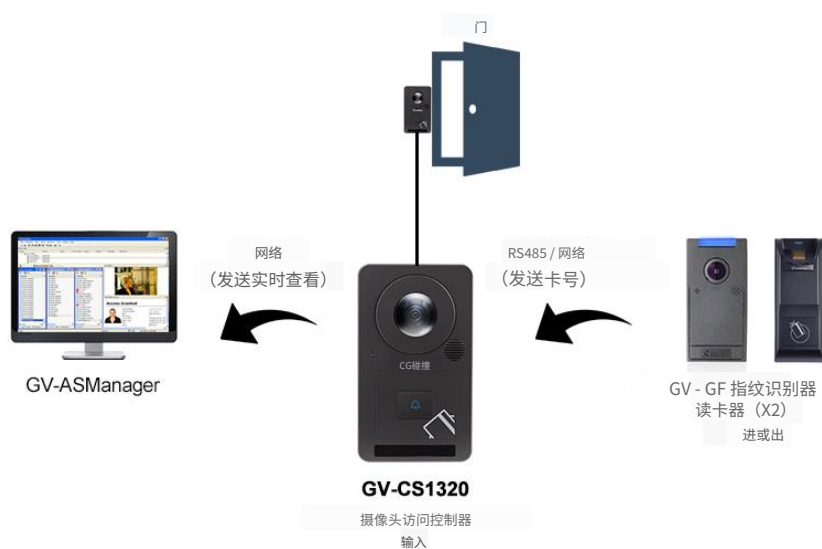 门
网络
（发送实时查看）
RS485 / 网络
（发送卡号）
CG碰撞
GV-ASManager
GV - GF 指纹识别器
读卡器（X2）
进或出
GV-CS1320
摄像头访问控制器
输入